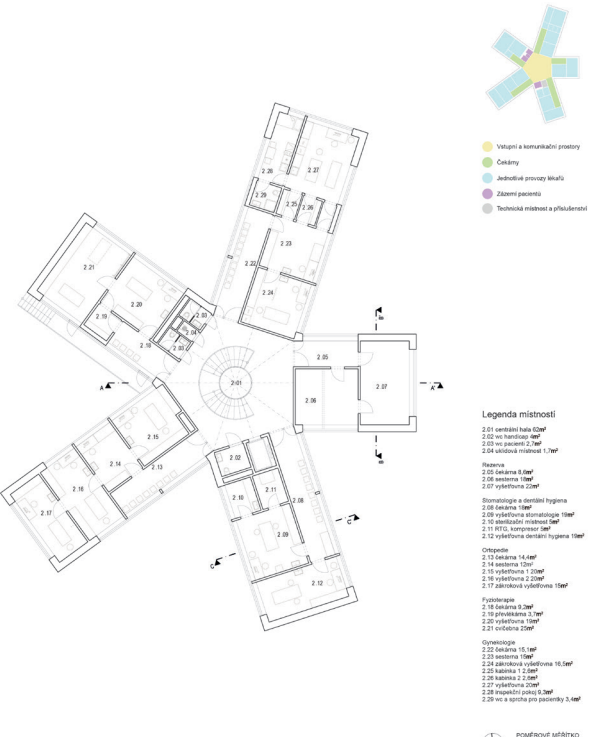 Vstupní a komunikační prostory
Čekárny
Jednotlivé provozy lékařů
Zázemí pacientů
Technická místnost a příslušenství
2.28
2.27
2.29
2.25
2.26
2.23
2.22
2.24
2.21
2.20
2.19
2.18
2.03
2.04
2.03
2.01
2.05
2.06
2.07
A
A'
B
B'
2.15
2.14
2.13
2.16
2.17
2.02
2.10
2.11
2.08
2.09
2.12
C
C'
Legenda místností
2.01 centrální hala 62m²
2.02 wc handicap 4m²
2.03 wc pacienti 2,7m²
2.04 uklidová místnost 1,7m²
Rezerva
2.05 čekárna 8,6m²
2.06 sesterna 18m²
2.07 vyšetřovna 22m²
Stomatologie a dentální hygiena
2.08 čekárna 18m²
2.09 vyšetřovna stomatologie 19m²
2.10 sterilizační místnost 5m²
2.11 RTG, kompresor 5m²
2.12 vyšetřovna dentální hygiena 19m²
Ortopedie
2.13 čekárna 14,4m²
2.14 sesterna 12m²
2.15 vyšetřovna 1 20m²
2.16 vyšetřovna 2 20m²
2.17 zákroková vyšetřovna 15m²
Fyzioterapie
2.18 čekárna 9,2m²
2.19 převlékárna 3,7m²
2.20 vyšetřovna 19m²
2.21 cvičebna 25m²
Gynekologie
2.22 čekárna 15,1m²
2.23 sesterna 15m²
2.24 zákroková vyšetřovna 16,5m²
2.25 kabinka 1 2,6m²
2.26 kabinka 2 2,6m²
2.27 vyšetřovna 20m²
2.28 inspekční pokoj 9,3m²
2.29 wc a sprcha pro pacientky 3,4m²
POMĚROVÉ MĚŘÍTKO